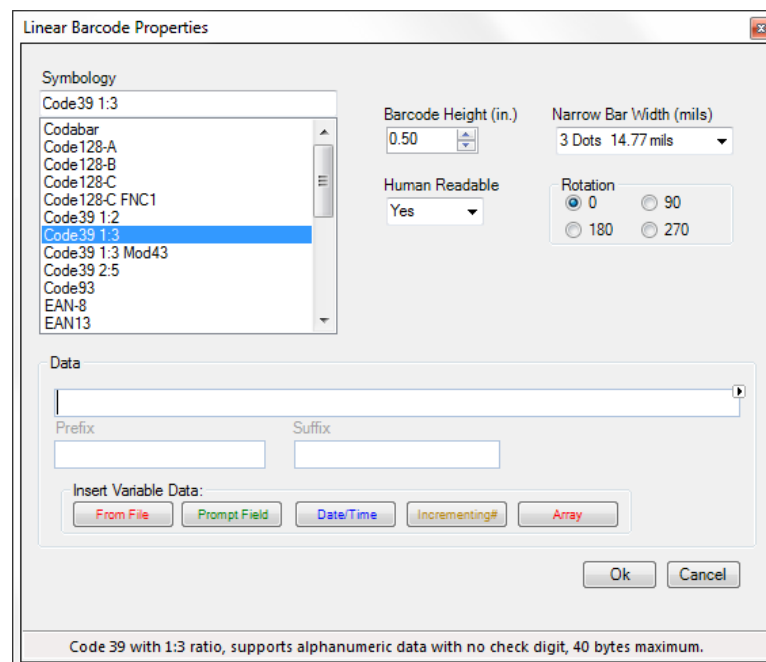 Linear Barcode Properties
Symbology
Code39 1:3
Codabar
Code128-A
Code128-B
Code128-C
Code128-C FNC1
Code39 1:2
Code39 1:3
Code39 1:3 Mod43
Code39 2:5
Code93
EAN-8
EAN13
Barcode Height (in.)
0.50
Narrow Bar Width (mils)
3 Dots 14.77 mils
Human Readable
Yes
Rotation
0 90
180 270
Data
Prefix Suffix
Insert Variable Data:
From File Prompt Field Date/Time Incrementing# Array
Ok Cancel
Code 39 with 1:3 ratio, supports alphanumeric data with no check digit, 40 bytes maximum.